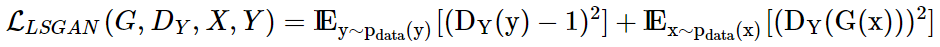 ℒ_{LSGAN}(G, D_Y, X, Y) = 𝔼_{y∼p_{data}(y)}[(D_Y(y) − 1)²] + 𝔼_{x∼p_{data}(x)}[(D_Y(G(x)))²]